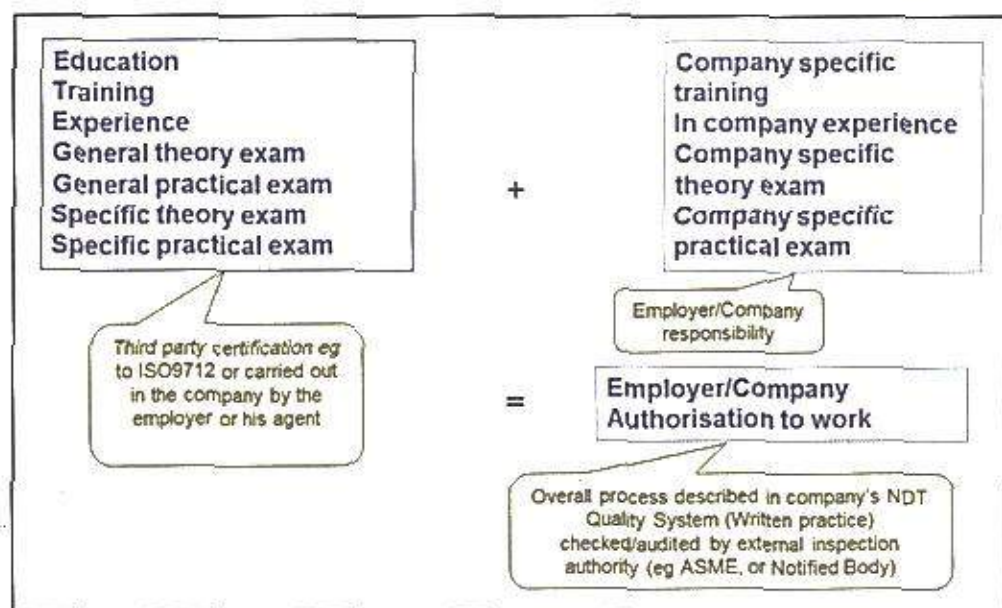 Education
Training
Experience
General theory exam
General practical exam
Specific theory exam
Specific practical exam
+
Company specific
training
In company experience
Company specific
theory exam
Company specific
practical exam
Third party certification eg
to ISO9712 or carried out
in the company by the
employer or his agent
Employer/Company
responsibility
=
Employer/Company
Authorisation to work
Overall process described in company's NDT
Quality System (Written practice)
checked/audited by external inspection
authority (eg ASME, or Notified Body)